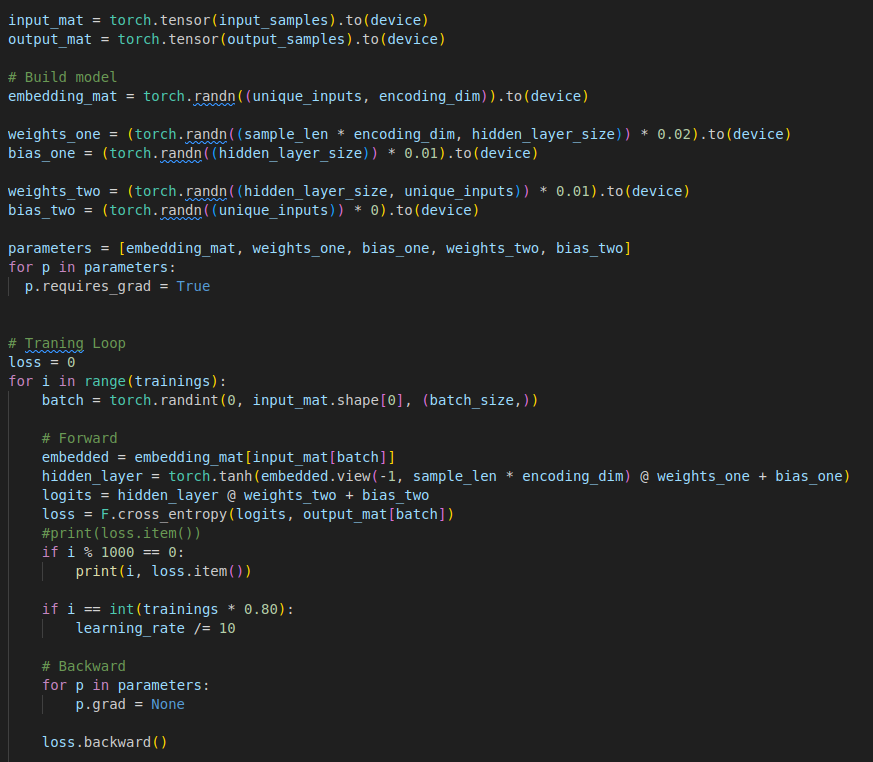 input_mat = torch.tensor(input_samples).to(device)
output_mat = torch.tensor(output_samples).to(device)
# Build model
embedding_mat = torch.randn((unique_inputs, encoding_dim)).to(device)
weights_one = (torch.randn((sample_len * encoding_dim, hidden_layer_size)) * 0.02).to(device)
bias_one = (torch.randn((hidden_layer_size)) * 0.01).to(device)
weights_two = (torch.randn((hidden_layer_size, unique_inputs)) * 0.01).to(device)
bias_two = (torch.randn((unique_inputs)) * 0).to(device)
parameters = [embedding_mat, weights_one, bias_one, weights_two, bias_two]
for p in parameters:
  p.requires_grad = True
# Traning Loop
loss = 0
for i in range(trainings):
    batch = torch.randint(0, input_mat.shape[0], (batch_size,))
    # Forward
    embedded = embedding_mat[input_mat[batch]]
    hidden_layer = torch.tanh(embedded.view(-1, sample_len * encoding_dim) @ weights_one + bias_one)
    logits = hidden_layer @ weights_two + bias_two
    loss = F.cross_entropy(logits, output_mat[batch])
    #print(loss.item())
    if i % 1000 == 0:
        print(i, loss.item())
    if i == int(trainings * 0.80):
        learning_rate /= 10
    # Backward
    for p in parameters:
        p.grad = None
    loss.backward()